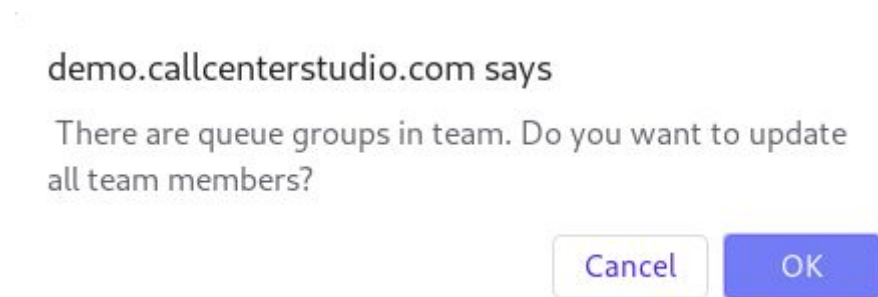 demo.callcenterstudio.com says
There are queue groups in team. Do you want to update
all team members?
Cancel OK